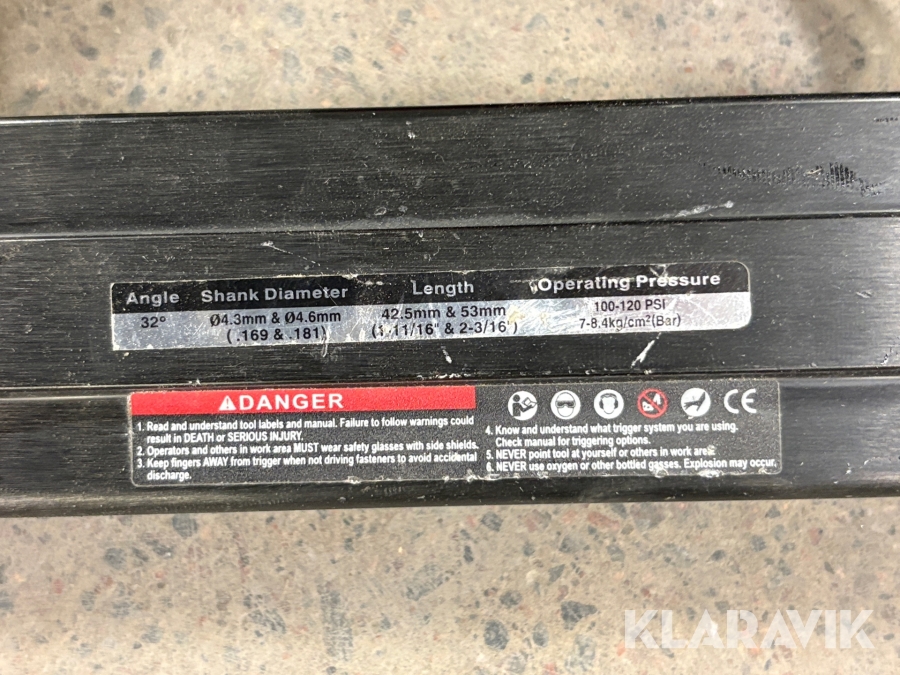 Angle Shank Diameter Length Operating Pressure
32° Ø4.3mm & Ø4.6mm 42.5mm & 53mm 100-120 PSI
( .169 & .181) (1-11/16" & 2-3/16") 7-8.4kg/cm²(Bar)
⚠DANGER
1. Read and understand tool labels and manual. Failure to follow warnings could
result in DEATH or SERIOUS INJURY.
2. Operators and others in work area MUST wear safety glasses with side shields.
3. Keep fingers AWAY from trigger when not driving fasteners to avoid accidental
discharge.
CE
4. Know and understand what trigger system you are using.
Check manual for triggering options.
5. NEVER point tool at yourself or others in work area.
6. NEVER use oxygen or other bottled gasses. Explosion may occur.
KLARAVIK